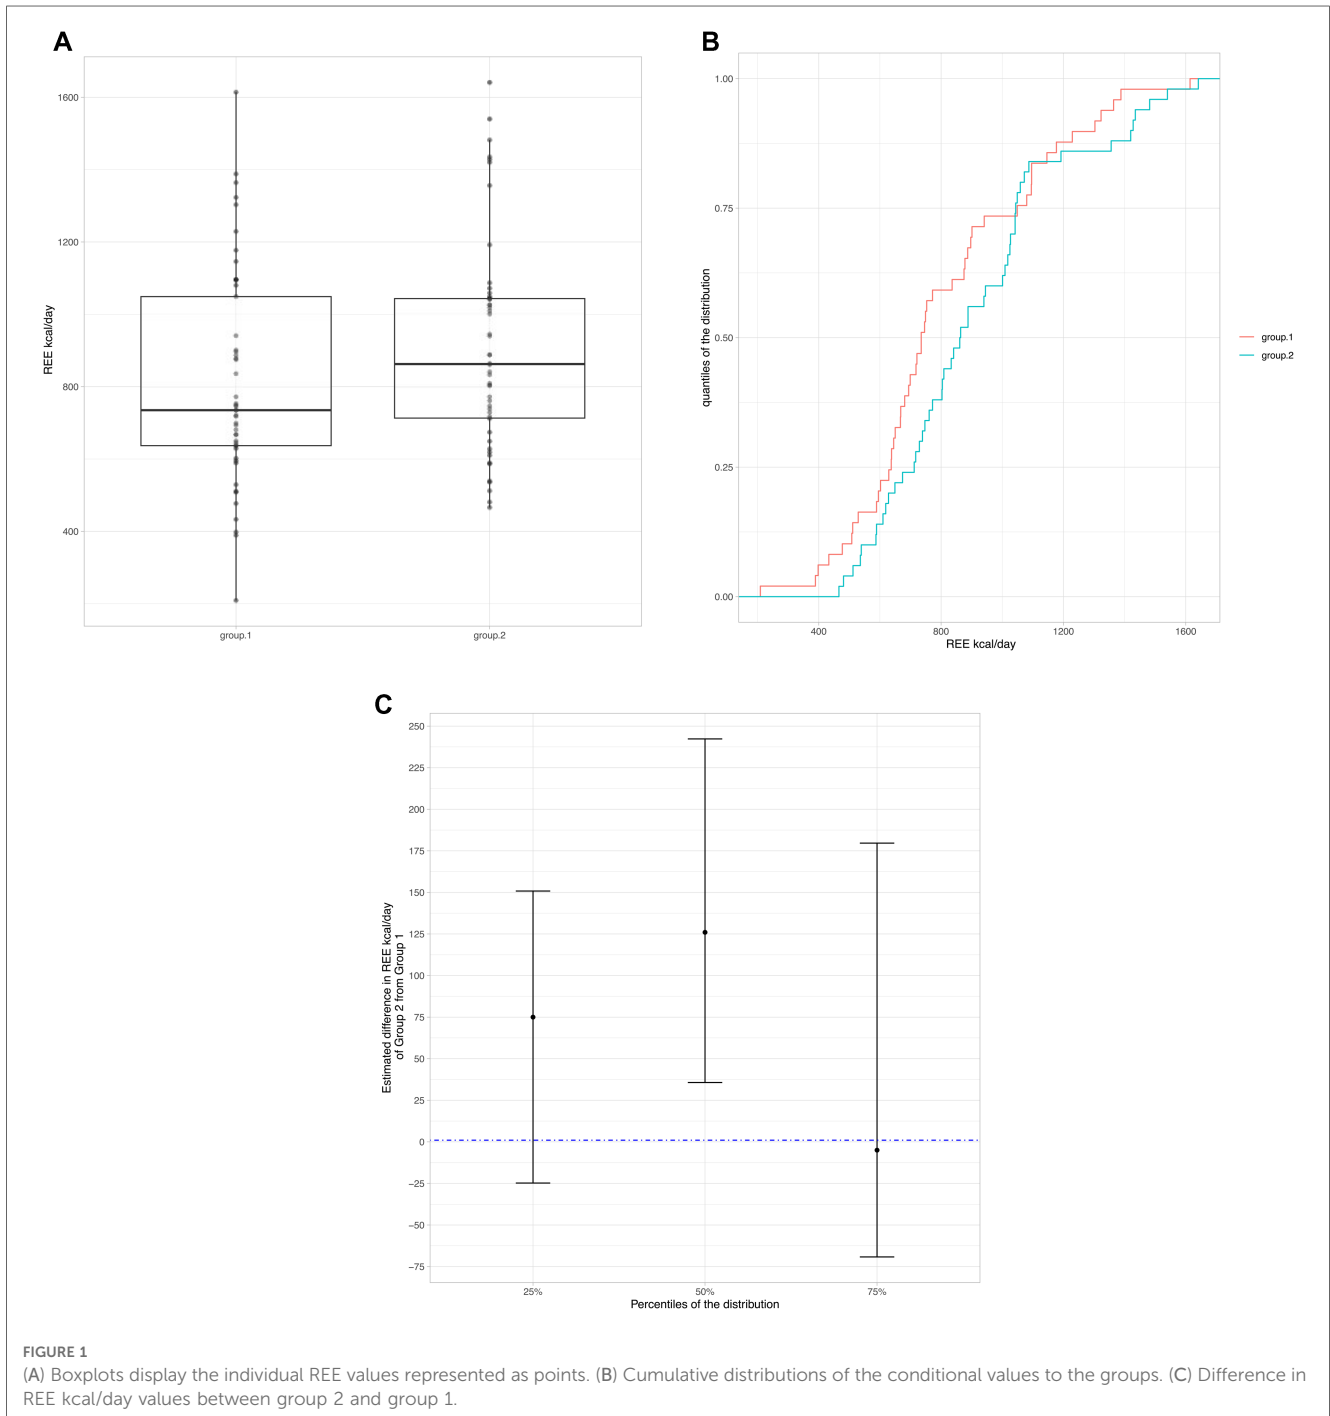 A
REE kcal/day
1600
1200
800
400
group.1
group.2
B
quantiles of the distribution
1.00
0.75
0.50
0.25
0.00
400
800
1200
1600
REE kcal/day
group.1
group.2
C
Estimated difference in REE kcal/day
of Group 2 from Group 1
250
225
200
175
150
125
100
75
50
25
0
−25
−50
−75
25%
50%
75%
Percentiles of the distribution
FIGURE 1
(A) Boxplots display the individual REE values represented as points. (B) Cumulative distributions of the conditional values to the groups. (C) Difference in
REE kcal/day values between group 2 and group 1.